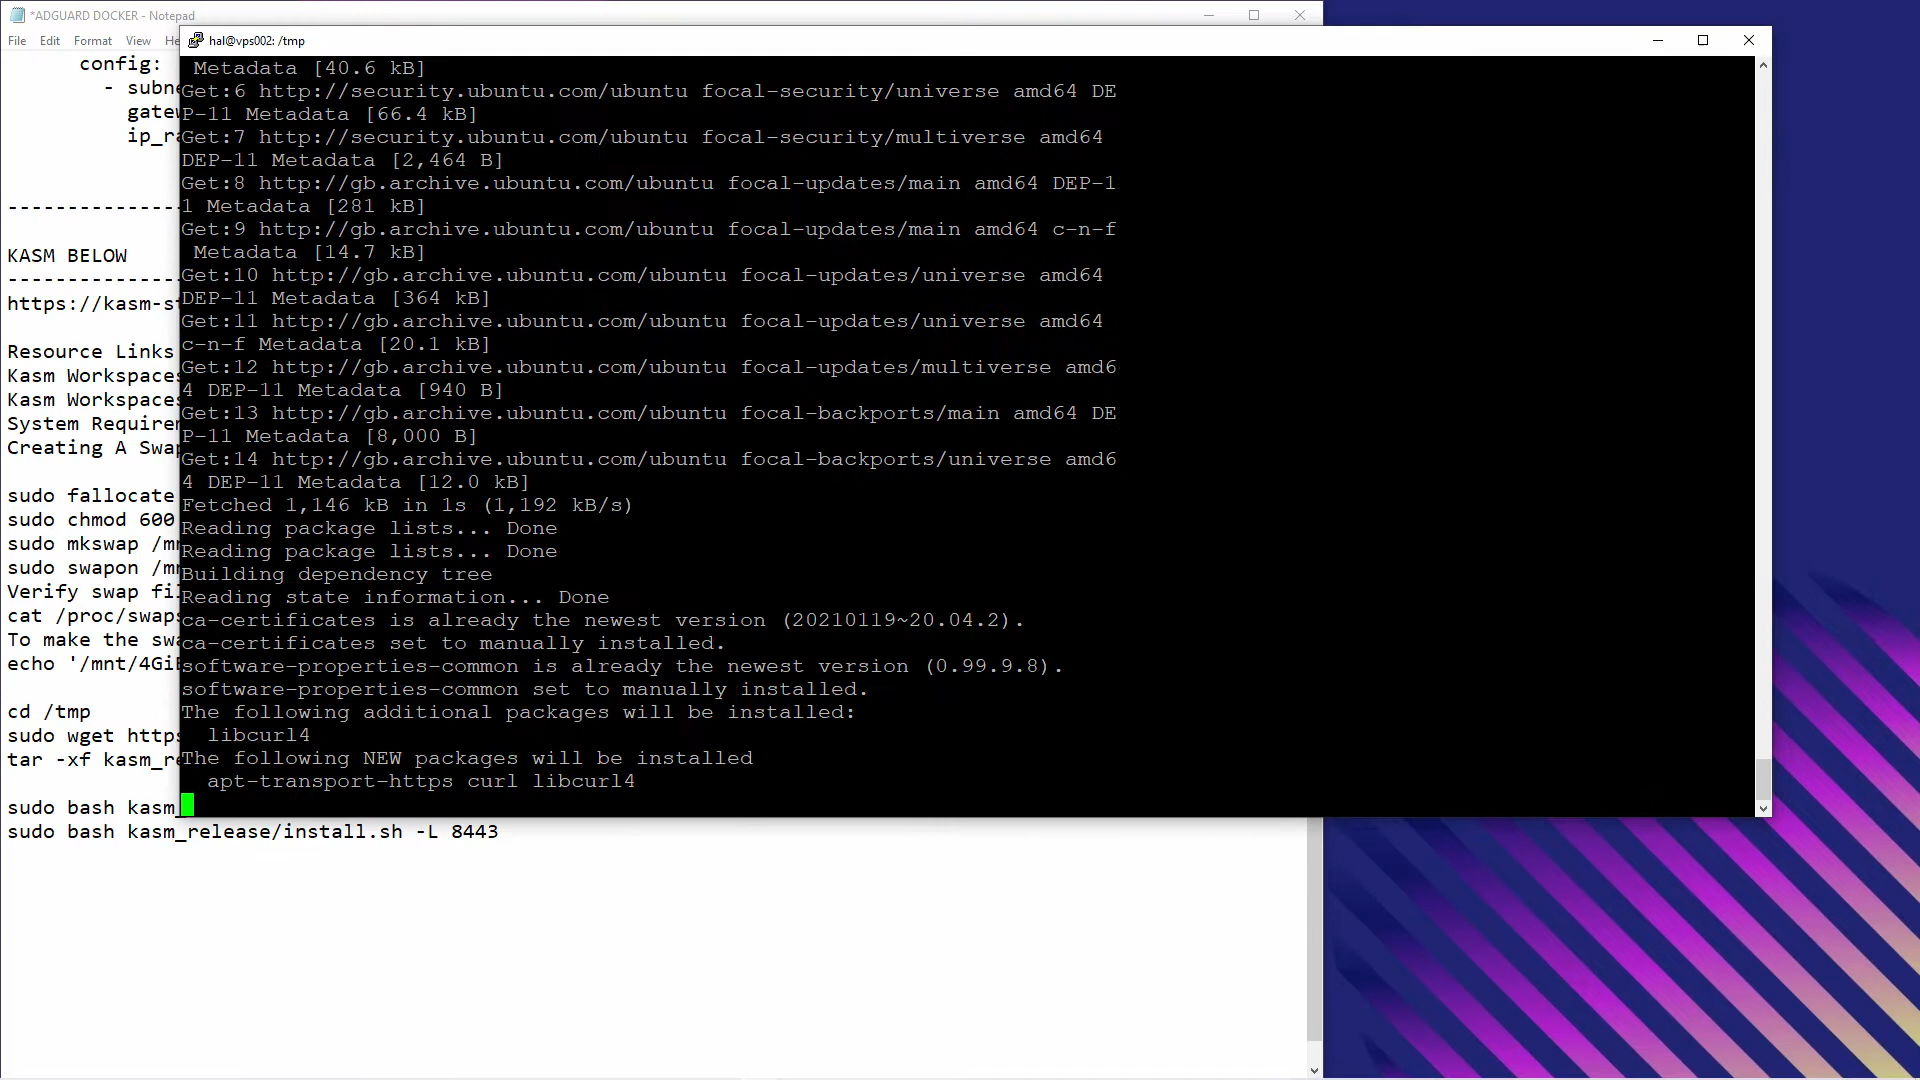 *ADGUARD DOCKER - Notepad
File Edit Format View He
hal@vps002: /tmp
config:
- subne
gatew
ip_ra
---------------
KASM BELOW
---------------
https://kasm-st
Resource Links
Kasm Workspaces
Kasm Workspaces
System Requirem
Creating A Swap
sudo fallocate
sudo chmod 600
sudo mkswap /mn
sudo swapon /mn
Verify swap fil
cat /proc/swaps
To make the swa
echo '/mnt/4GiB
cd /tmp
sudo wget https
tar -xf kasm_re
sudo bash kasm_
sudo bash kasm_release/install.sh -L 8443
Metadata [40.6 kB]
Get:6 http://security.ubuntu.com/ubuntu focal-security/universe amd64 DE
P-11 Metadata [66.4 kB]
Get:7 http://security.ubuntu.com/ubuntu focal-security/multiverse amd64
DEP-11 Metadata [2,464 B]
Get:8 http://gb.archive.ubuntu.com/ubuntu focal-updates/main amd64 DEP-1
1 Metadata [281 kB]
Get:9 http://gb.archive.ubuntu.com/ubuntu focal-updates/main amd64 c-n-f
Metadata [14.7 kB]
Get:10 http://gb.archive.ubuntu.com/ubuntu focal-updates/universe amd64
DEP-11 Metadata [364 kB]
Get:11 http://gb.archive.ubuntu.com/ubuntu focal-updates/universe amd64
c-n-f Metadata [20.1 kB]
Get:12 http://gb.archive.ubuntu.com/ubuntu focal-updates/multiverse amd6
4 DEP-11 Metadata [940 B]
Get:13 http://gb.archive.ubuntu.com/ubuntu focal-backports/main amd64 DE
P-11 Metadata [8,000 B]
Get:14 http://gb.archive.ubuntu.com/ubuntu focal-backports/universe amd6
4 DEP-11 Metadata [12.0 kB]
Fetched 1,146 kB in 1s (1,192 kB/s)
Reading package lists... Done
Reading package lists... Done
Building dependency tree
Reading state information... Done
ca-certificates is already the newest version (20210119~20.04.2).
ca-certificates set to manually installed.
software-properties-common is already the newest version (0.99.9.8).
software-properties-common set to manually installed.
The following additional packages will be installed:
libcurl4
The following NEW packages will be installed
apt-transport-https curl libcurl4